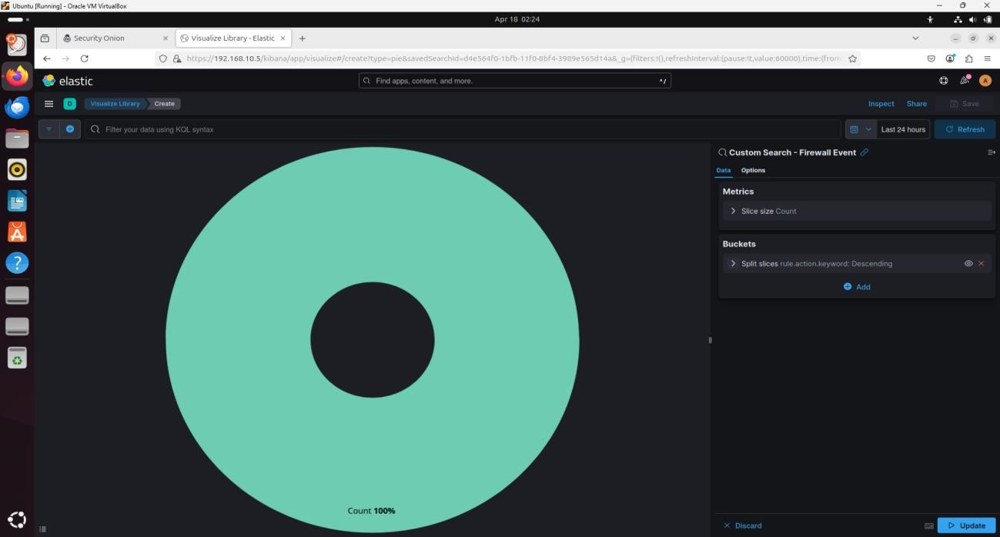 Ubuntu [Running] - Oracle VM VirtualBox
Apr 18 02:24
Security Onion
Visualize Library - Elastic
https://192.168.10.5/kibana/app/visualize#/create?type=pie&savedSearchId=d4e564f0-1bfb-11f0-8bf4-3989e565d14a&_g=(filters:!(),refreshInterval:(pause:!t,value:60000),time:(from
elastic
Find apps, content, and more.
^/
A
D
Visualize Library
Create
Inspect
Share
Save
Filter your data using KQL syntax
Last 24 hours
Refresh
Custom Search - Firewall Event
Data
Options
Metrics
Slice size Count
Buckets
Split slices rule.action.keyword: Descending
Add
Count 100%
Discard
Update